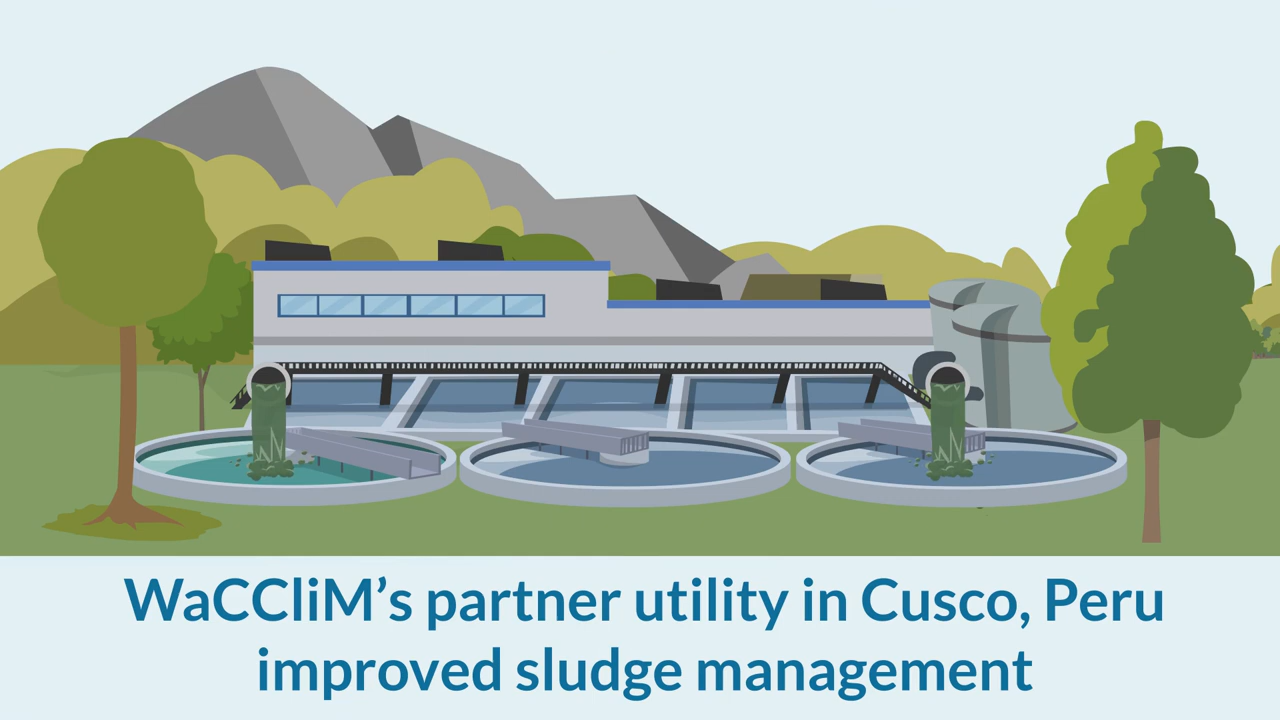 WaCCliM’s partner utility in Cusco, Peru
improved sludge management